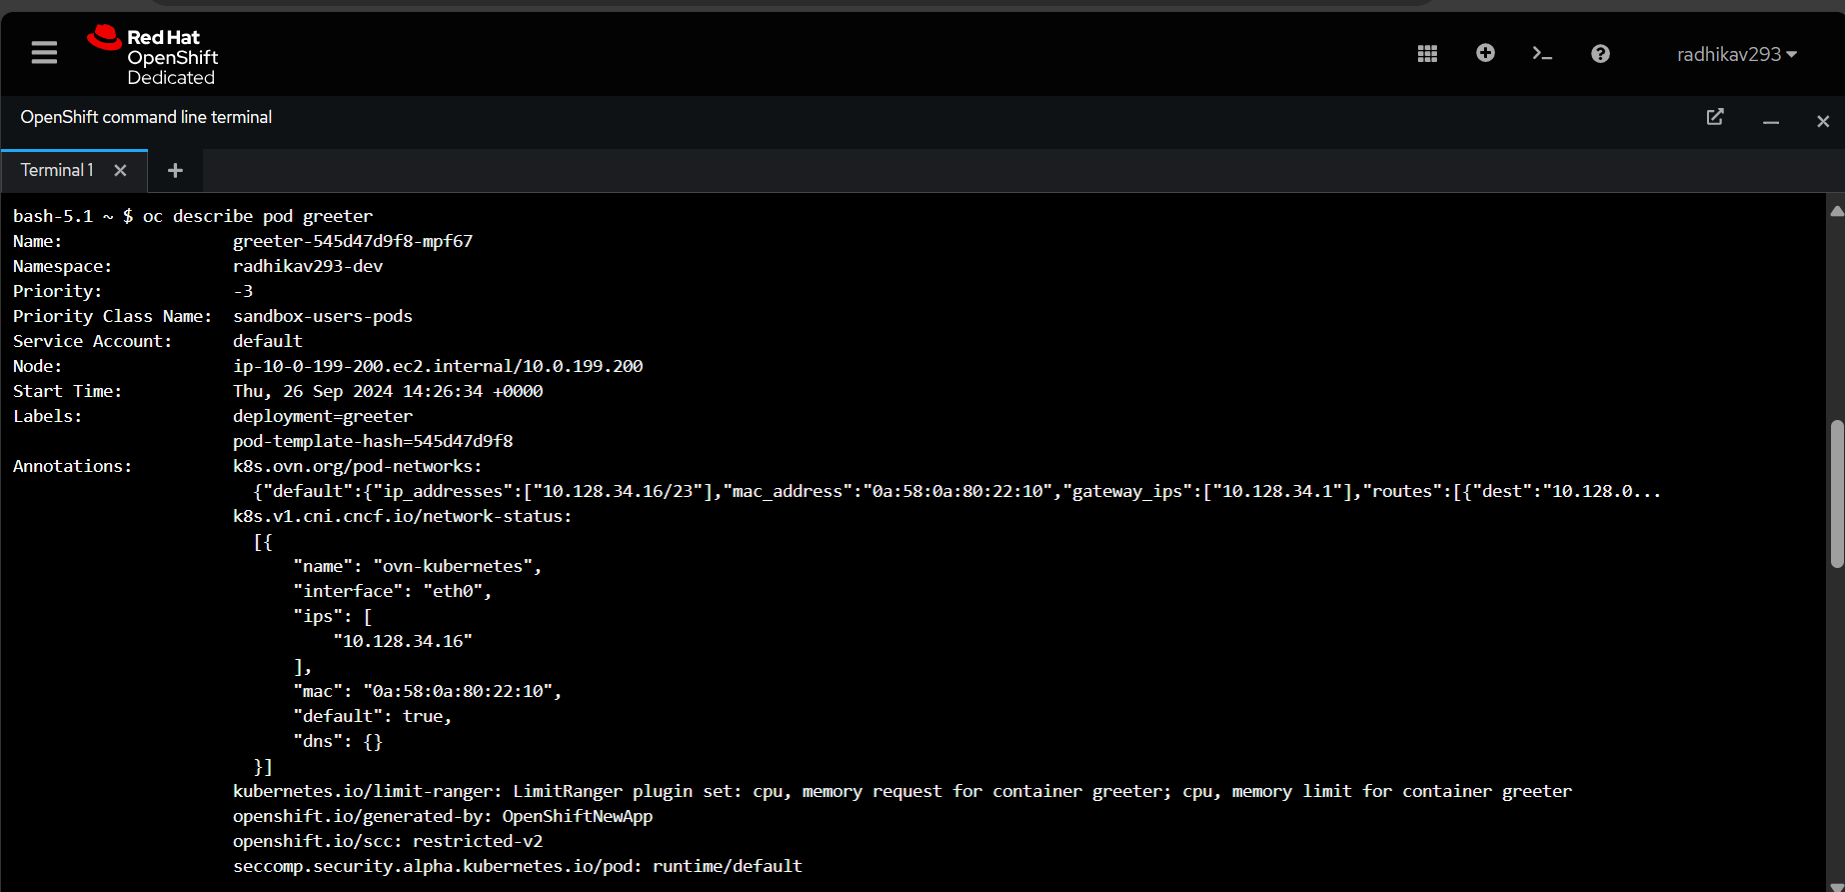 Red Hat
OpenShift
Dedicated
radhikav293
OpenShift command line terminal
Terminal 1
bash-5.1 ~ $ oc describe pod greeter
Name:                 greeter-545d47d9f8-mpf67
Namespace:            radhikav293-dev
Priority:             -3
Priority Class Name:  sandbox-users-pods
Service Account:      default
Node:                 ip-10-0-199-200.ec2.internal/10.0.199.200
Start Time:           Thu, 26 Sep 2024 14:26:34 +0000
Labels:               deployment=greeter
                      pod-template-hash=545d47d9f8
Annotations:          k8s.ovn.org/pod-networks:
                        {"default":{"ip_addresses":["10.128.34.16/23"],"mac_address":"0a:58:0a:80:22:10","gateway_ips":["10.128.34.1"],"routes":[{"dest":"10.128.0...
                      k8s.v1.cni.cncf.io/network-status:
                        [{
                            "name": "ovn-kubernetes",
                            "interface": "eth0",
                            "ips": [
                                "10.128.34.16"
                            ],
                            "mac": "0a:58:0a:80:22:10",
                            "default": true,
                            "dns": {}
                        }]
                      kubernetes.io/limit-ranger: LimitRanger plugin set: cpu, memory request for container greeter; cpu, memory limit for container greeter
                      openshift.io/generated-by: OpenShiftNewApp
                      openshift.io/scc: restricted-v2
                      seccomp.security.alpha.kubernetes.io/pod: runtime/default